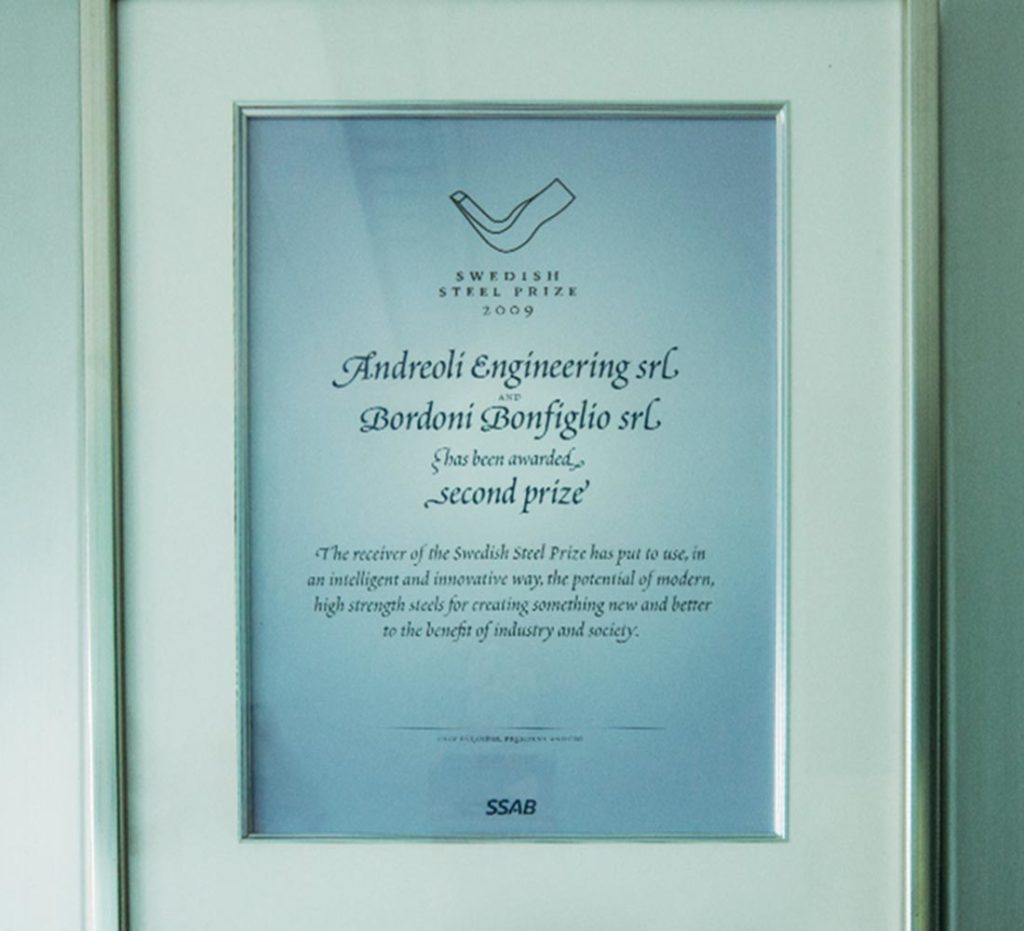 SWEDISH
STEEL PRIZE
2009
Andreoli Engineering srl
AND
Bordoni Bonfiglio srl
has been awarded
second prize
The receiver of the Swedish Steel Prize has put to use, in
an intelligent and innovative way, the potential of modern,
high strength steels for creating something new and better
to the benefit of industry and society.
SSAB